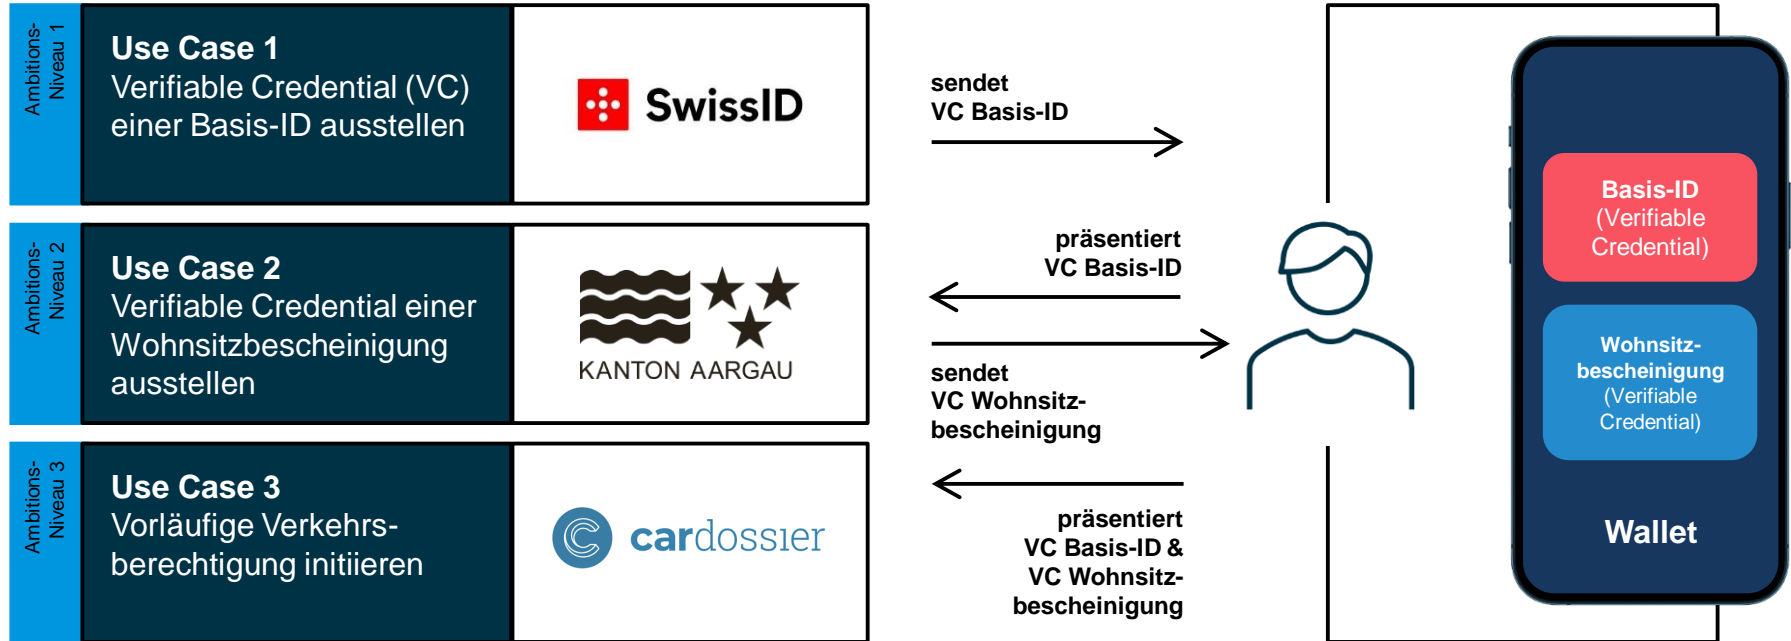 Ambitions-
Niveau 1
Use Case 1
Verifiable Credential (VC)
einer Basis-ID ausstellen
SwissID
sendet
VC Basis-ID
Ambitions-
Niveau 2
Use Case 2
Verifiable Credential einer
Wohnsitzbescheinigung
ausstellen
KANTON AARGAU
präsentiert
VC Basis-ID
sendet
VC Wohnsitz-
bescheinigung
Ambitions-
Niveau 3
Use Case 3
Vorläufige Verkehrs-
berechtigung initiieren
cardossier
präsentiert
VC Basis-ID &
VC Wohnsitz-
bescheinigung
Basis-ID
(Verifiable
Credential)
Wohnsitz-
bescheinigung
(Verifiable
Credential)
Wallet